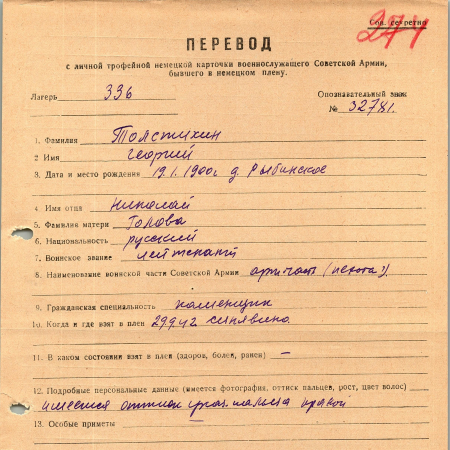 Сов. секретно
274
ПЕРЕВОД
с личной трофейной немецкой карточки военнослужащего Советской Армии,
бывшего в немецком плену.
Лагерь 336
Опознавательный знак
№ 32781.
1. Фамилия Толстихин
2 Имя Георгий
3. Дата и место рождения 19.1.1900г д. Рыбинское
4. Имя отца Николай
5. Фамилия матери Голова
6. Национальность русский
7. Воинское звание лейтенант
8. Наименование воинской части Советской Армии артчасть (пехота?).
9. Гражданская специальность каменщик
10. Когда и где взят в плен 29.9.42 Синявино.
11. В каком состоянии взят в плен (здоров, болен, ранен) —
12. Подробные персональные данные (имеется фотография, оттиск пальцев, рост, цвет волос)
имеется оттиск пальца правой
13. Особые приметы —